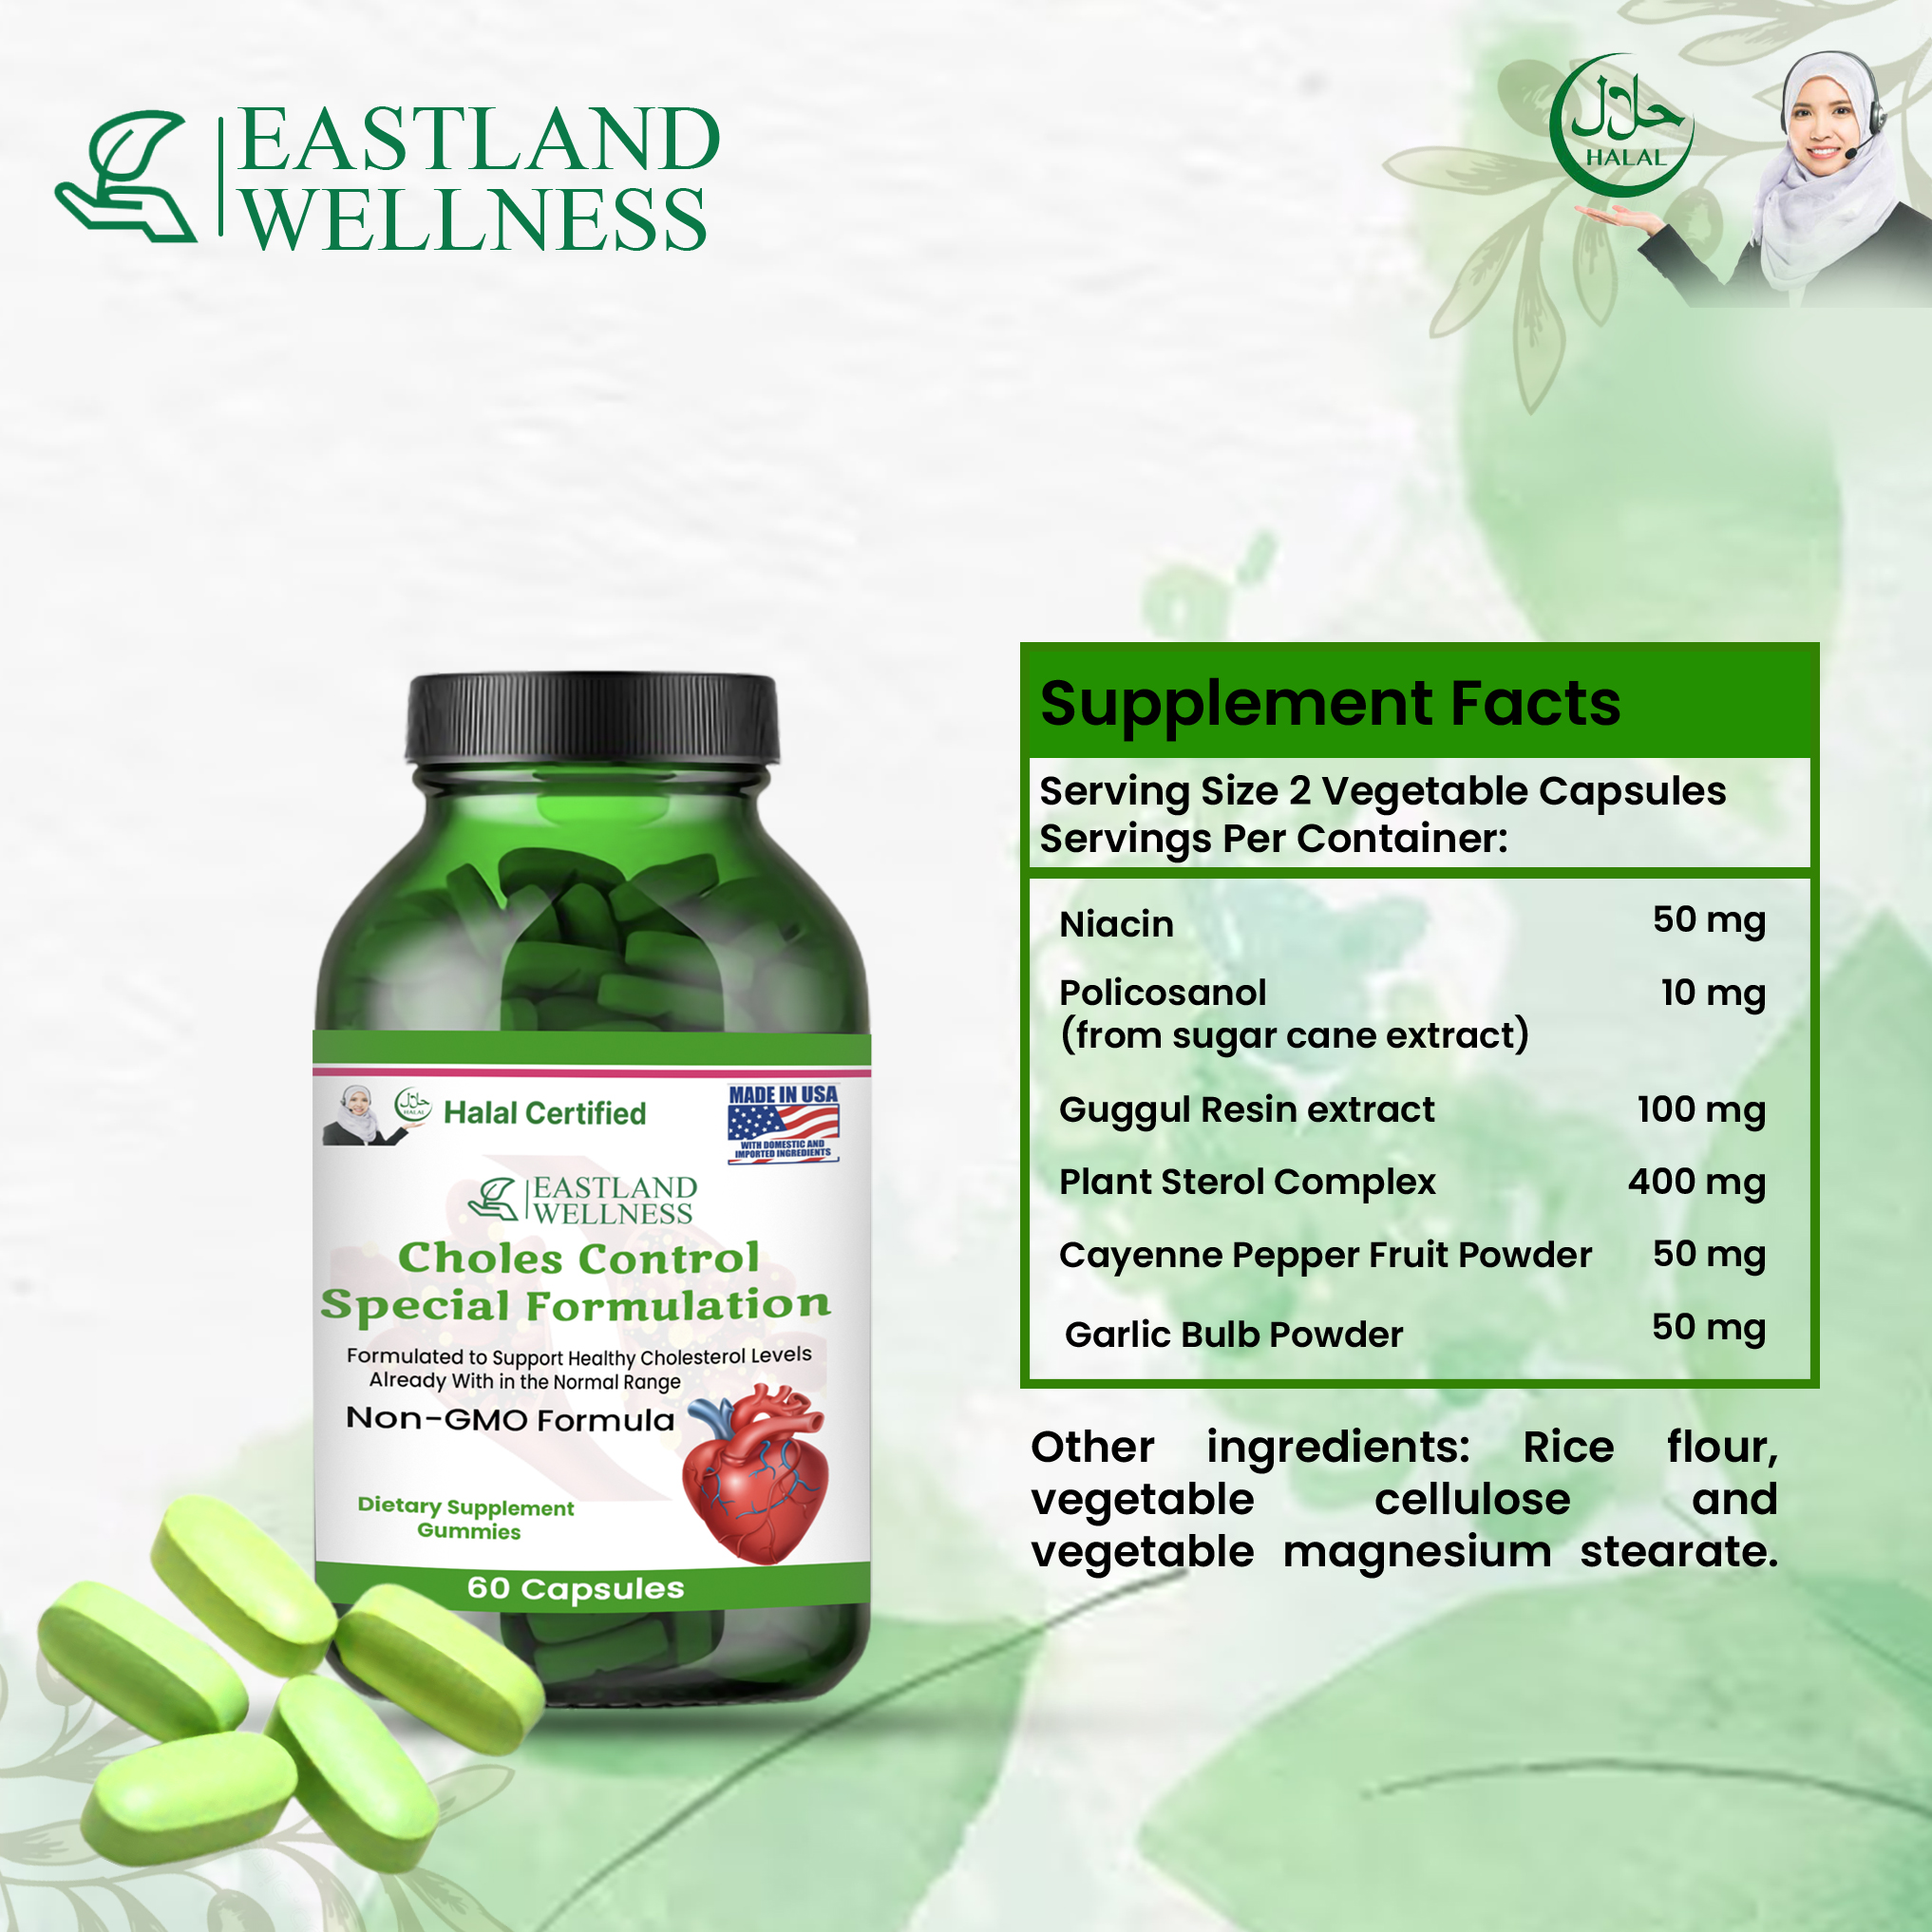 EASTLAND
WELLNESS
حلال
HALAL
Supplement Facts
Serving Size 2 Vegetable Capsules
Servings Per Container:
Niacin 50 mg
Policosanol 10 mg
(from sugar cane extract)
Guggul Resin extract 100 mg
Plant Sterol Complex 400 mg
Cayenne Pepper Fruit Powder 50 mg
Garlic Bulb Powder 50 mg
Other ingredients: Rice flour,
vegetable cellulose and
vegetable magnesium stearate.
حلال
HALAL
Halal Certified
MADE IN USA
WITH DOMESTIC AND
IMPORTED INGREDIENTS
EASTLAND
WELLNESS
Choles Control
Special Formulation
Formulated to Support Healthy Cholesterol Levels
Already With in the Normal Range
Non-GMO Formula
Dietary Supplement
Gummies
60 Capsules